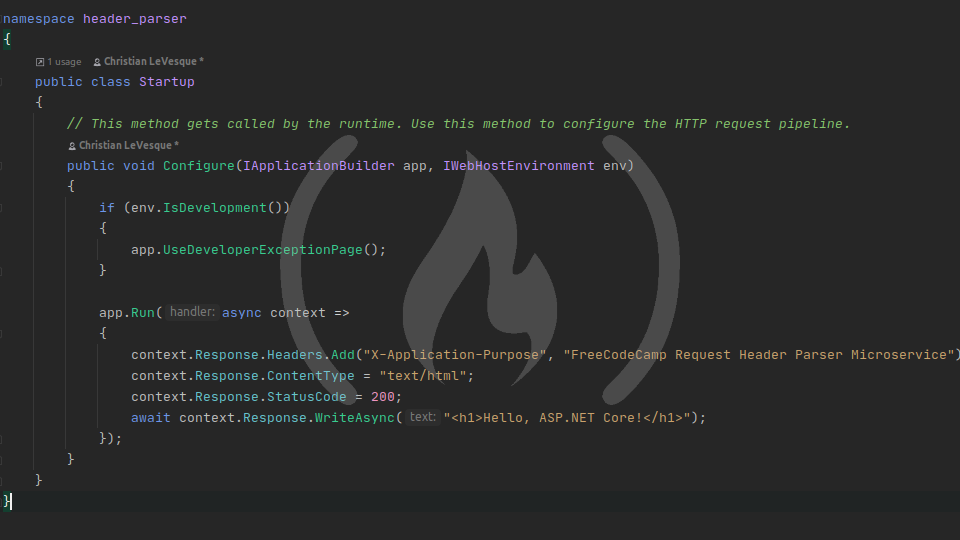 namespace header_parser
{
1 usage Christian LeVesque *
public class Startup
{
// This method gets called by the runtime. Use this method to configure the HTTP request pipeline.
Christian LeVesque *
public void Configure(IApplicationBuilder app, IWebHostEnvironment env)
{
if (env.IsDevelopment())
{
app.UseDeveloperExceptionPage();
}
app.Run( handler: async context =>
{
context.Response.Headers.Add("X-Application-Purpose", "FreeCodeCamp Request Header Parser Microservice")
context.Response.ContentType = "text/html";
context.Response.StatusCode = 200;
await context.Response.WriteAsync( text: "<h1>Hello, ASP.NET Core!</h1>");
});
}
}
}